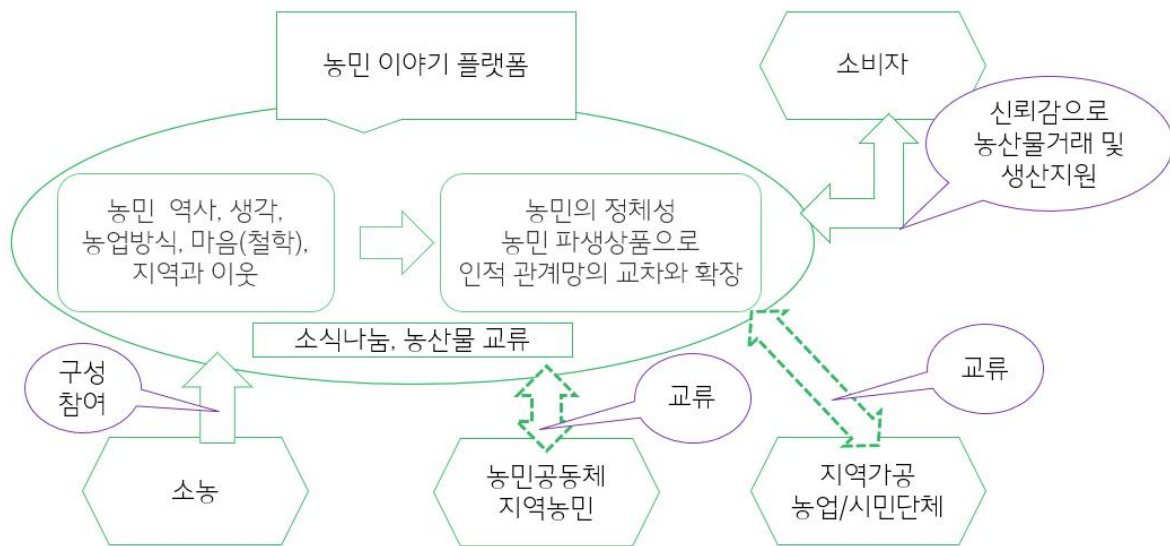 농민 이야기 플랫폼
소비자
신뢰감으로
농산물거래 및
생산지원
농민 역사, 생각,
농업방식, 마음(철학),
지역과 이웃
농민의 정체성
농민 파생상품으로
인적 관계망의 교차와 확장
소식나눔, 농산물 교류
구성
참여
교류
교류
소농
농민공동체
지역농민
지역가공
농업/시민단체